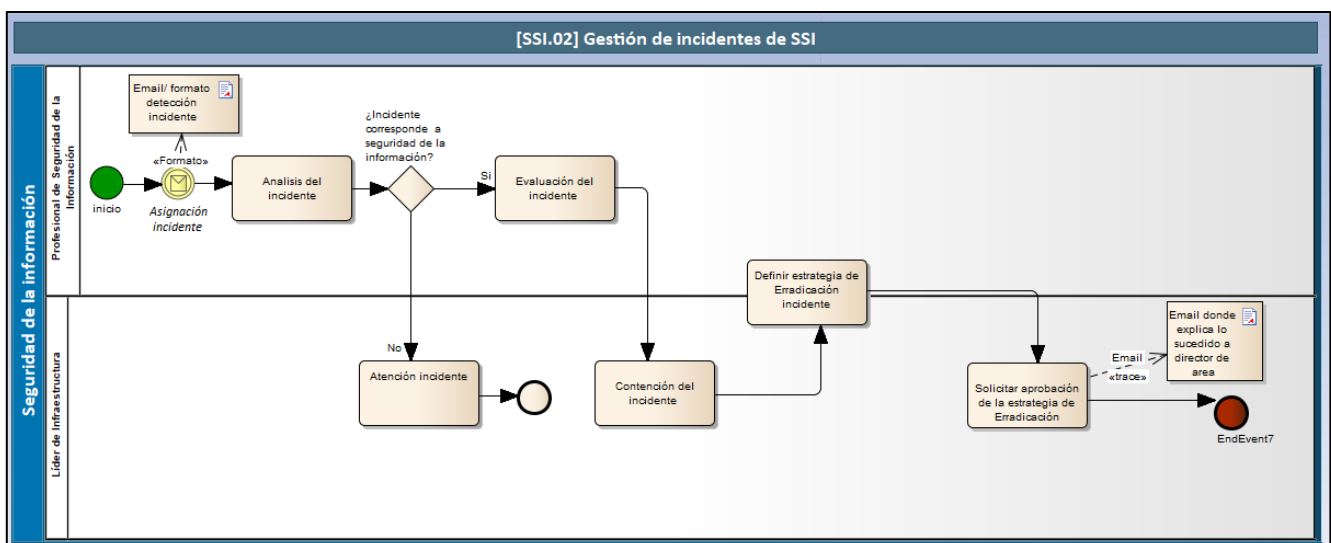 [SSI.02] Gestión de incidentes de SSI
Seguridad de la información
Profesional de Seguridad de la
Información
Email/ formato
detección
incidente
«Formato»
inicio
Asignación
incidente
Analisis del
incidente
¿Incidente
corresponde a
seguridad de la
información?
Si
Evaluación del
incidente
Definir estrategia de
Erradicación
incidente
Líder de Infraestructura
No
Atención incidente
Contención del
incidente
Solicitar aprobación
de la estrategia de
Erradicación
Email
«trace»
Email donde
explica lo
sucedido a
director de
area
EndEvent7